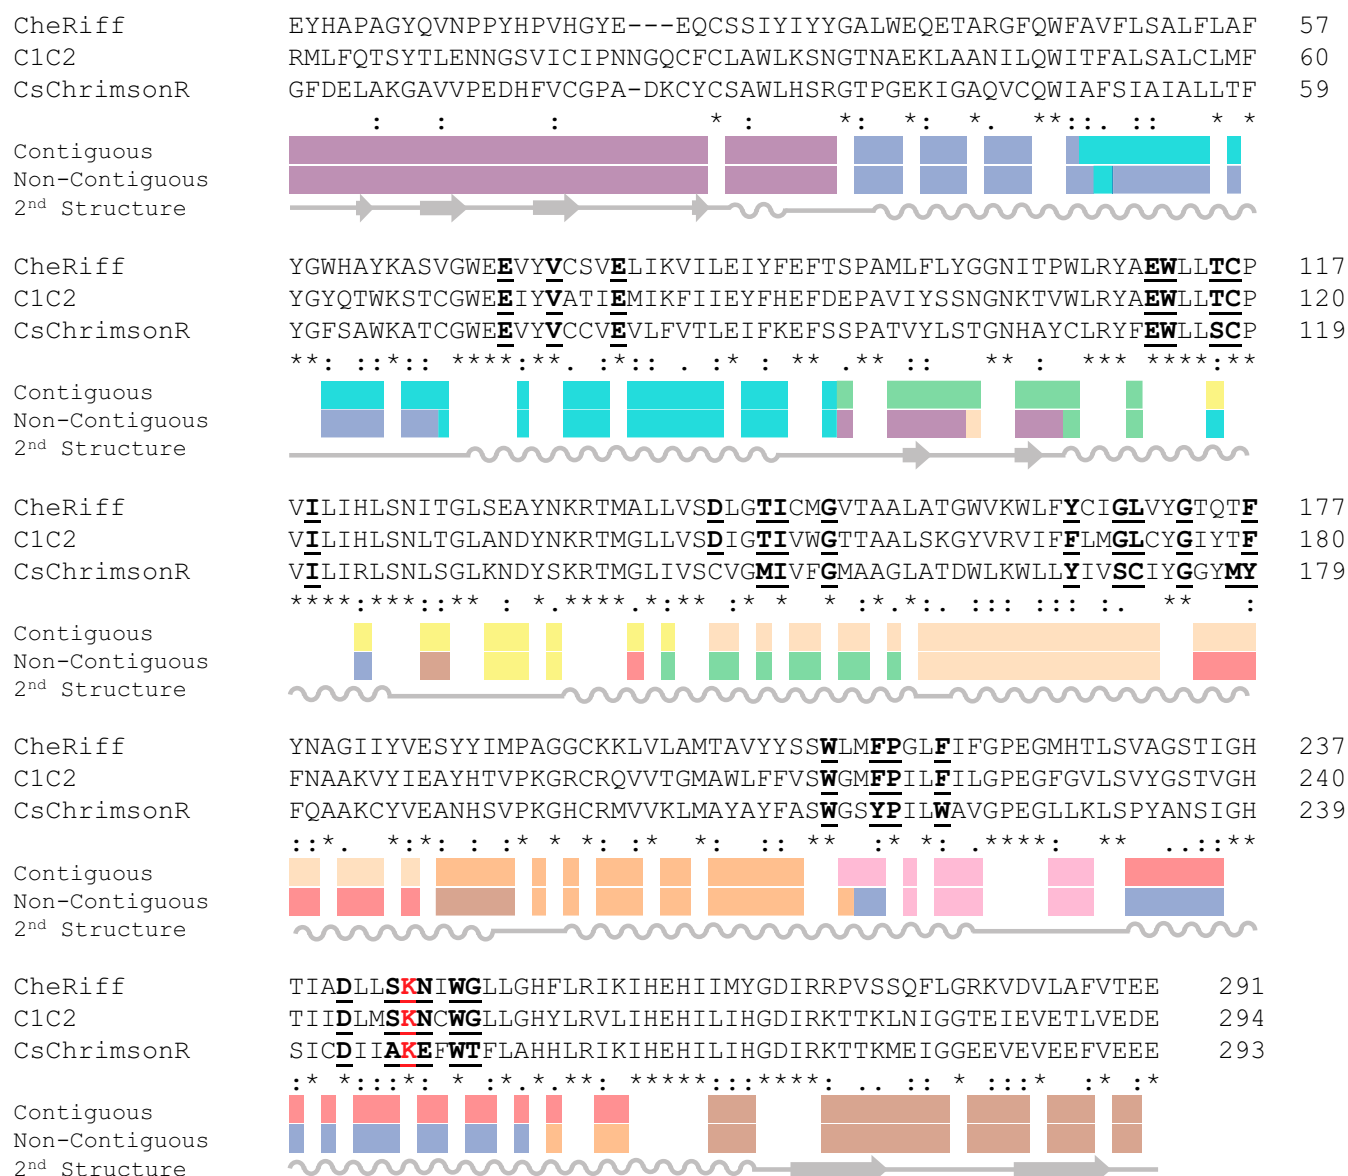 CheRiff EYHAPAGYQVNPPYHPVHGYE---EQCSSIYIYYGALWEQETARGFQWFAVFLSALFLAF 57
C1C2 RMLFQTSYTLENNGSVICIPNNGQCFCLAWLKSNGTNAEKLAANILQWITFALSALCLMF 60
CsChrimsonR GFDELAKGAVVPEDHFVCGPA-DKCYCSAWLHSRGTPGEKIGAQVCQWIAFSIAIALLTF 59
: : : * : *: *: *. **::. :: * *
Contiguous
Non-Contiguous
2nd Structure
CheRiff YGWHAYKASVGWEEVYVCSVELIKVILEIYFEFTSPAMLFLYGGNITPWLRYAEWLLTCP 117
C1C2 YGYQTWKSTCGWEEIYVATIEMIKFIIEYFHEFDEPAVIYSSNGNKTVWLRYAEWLLTCP 120
CsChrimsonR YGFSAWKATCGWEEVYVCCVEVLFVTLEIFKEFSSPATVYLSTGNHAYCLRYFEWLLSCP 119
**: ::*:: ****:**. :*:: . :* : ** .** :: ** : *** ****:**
Contiguous
Non-Contiguous
2nd Structure
CheRiff VILIHLSNITGLSEAYNKRTMALLVSDLGTICMGVTAALATGWVKWLFYCIGLVYGTQTF 177
C1C2 VILIHLSNLTGLANDYNKRTMGLLVSDIGTIVWGTTAALSKGYVRVIFFLMGLCYGIYTF 180
CsChrimsonR VILIRLSNLSGLKNDYSKRTMGLIVSCVGMIVFGMAAGLATDWLKWLLYIVSCIYGGYMY 179
****:***::** : *.****.*:** :* * * :*.*:. ::: ::: :. ** :
Contiguous
Non-Contiguous
2nd Structure
CheRiff YNAGIIYVESYYIMPAGGCKKLVLAMTAVYYSSWLMFPGLFIFGPEGMHTLSVAGSTIGH 237
C1C2 FNAAKVYIEAYHTVPKGRCRQVVTGMAWLFFVSWGMFPILFILGPEGFGVLSVYGSTVGH 240
CsChrimsonR FQAAKCYVEANHSVPKGHCRMVVKLMAYAYFASWGSYPILWAVGPEGLLKLSPYANSIGH 239
::*. *:*: : :* * *: :* *: :: ** :* *: .****: ** ..::**
Contiguous
Non-Contiguous
2nd Structure
CheRiff TIADLLSKNIWGLLGHFLRIKIHEHIIMYGDIRRPVSSQFLGRKVDVLAFVTEE 291
C1C2 TIIDLMSKNCWGLLGHYLRVLIHEHILIHGDIRKTTKLNIGGTEIEVETLVEDE 294
CsChrimsonR SICDIIAKEFWTFLAHHLRIKIHEHILIHGDIRKTTKMEIGGEEVEVEEFVEEE 293
:* *:::*: * :*.*.**: *****:::****: .. :: * :::* :* :*
Contiguous
Non-Contiguous
2nd Structure